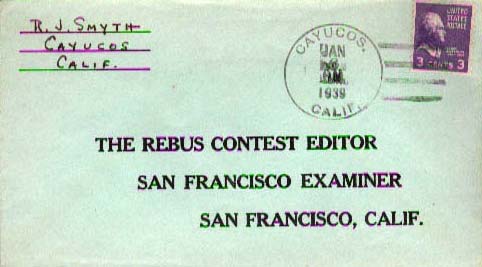 R. J. SMYTH
CAYUCOS
CALIF.
CAYUCOS.
JAN
1939
CALIF.
UNITED
STATES
POSTAGE
3 CENTS 3
THE REBUS CONTEST EDITOR
SAN FRANCISCO EXAMINER
SAN FRANCISCO, CALIF.